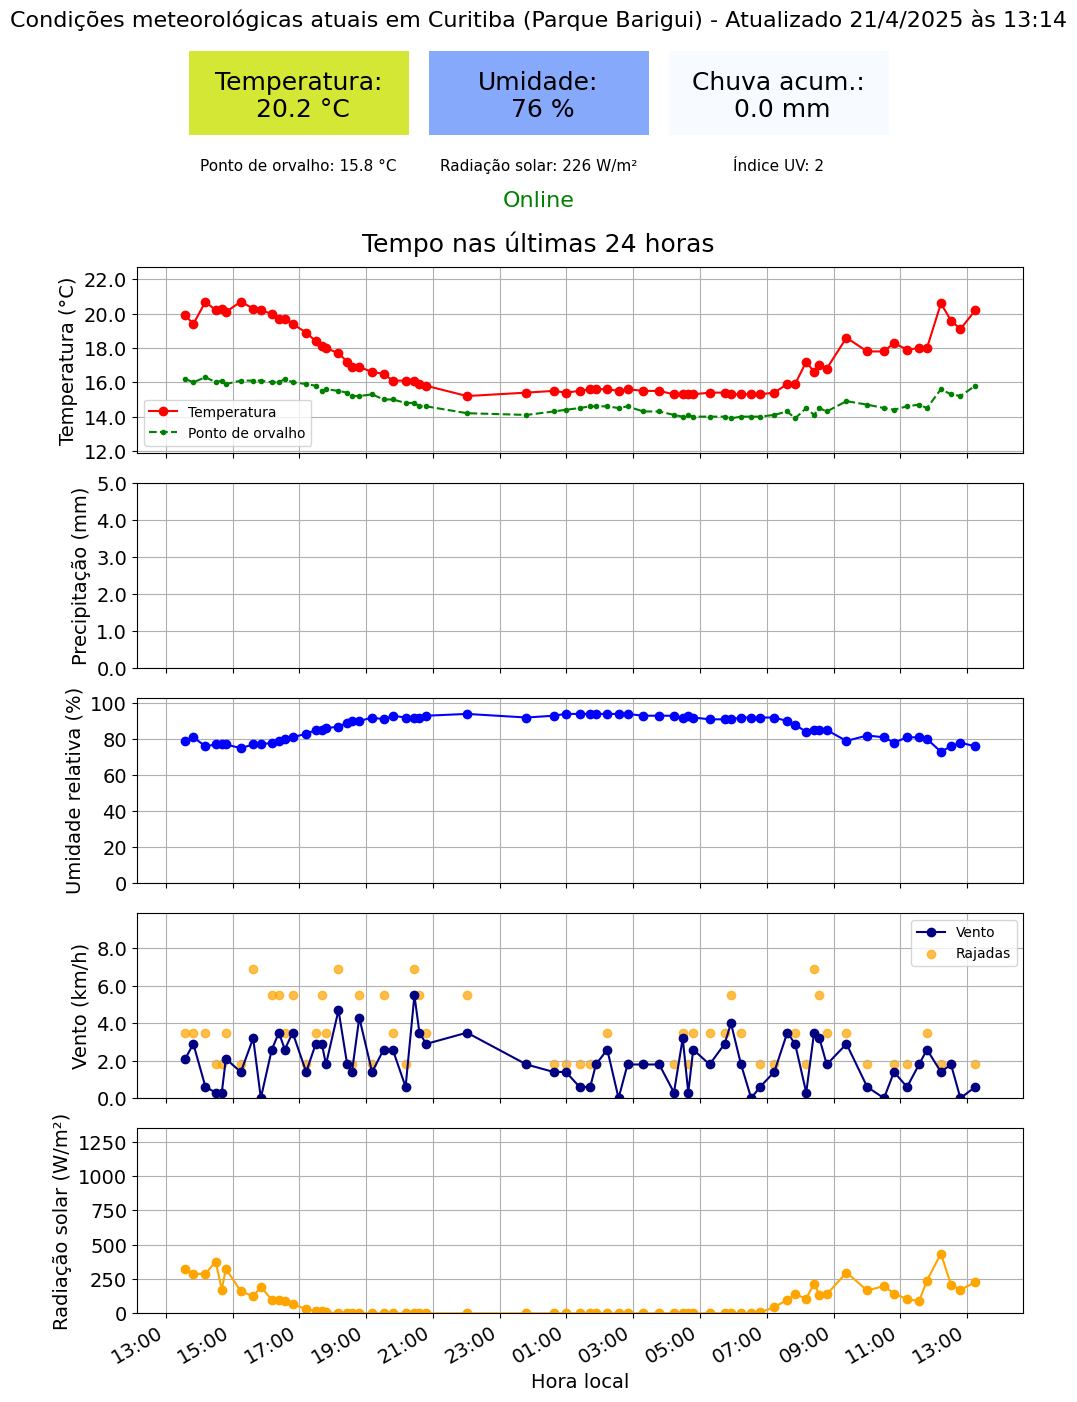 Condições meteorológicas atuais em Curitiba (Parque Barigui) - Atualizado 21/4/2025 às 13:14
Temperatura:
20.2 °C
Umidade:
76 %
Chuva acum.:
0.0 mm
Ponto de orvalho: 15.8 °C
Radiação solar: 226 W/m²
Índice UV: 2
Online
Tempo nas últimas 24 horas
Temperatura (°C)
22.0
20.0
18.0
16.0
14.0
12.0
Temperatura
Ponto de orvalho
Precipitação (mm)
5.0
4.0
3.0
2.0
1.0
0.0
Umidade relativa (%)
100
80
60
40
20
0
Vento (km/h)
8.0
6.0
4.0
2.0
0.0
Vento
Rajadas
Radiação solar (W/m²)
1250
1000
750
500
250
0
13:00
15:00
17:00
19:00
21:00
23:00
01:00
03:00
05:00
07:00
09:00
11:00
13:00
Hora local